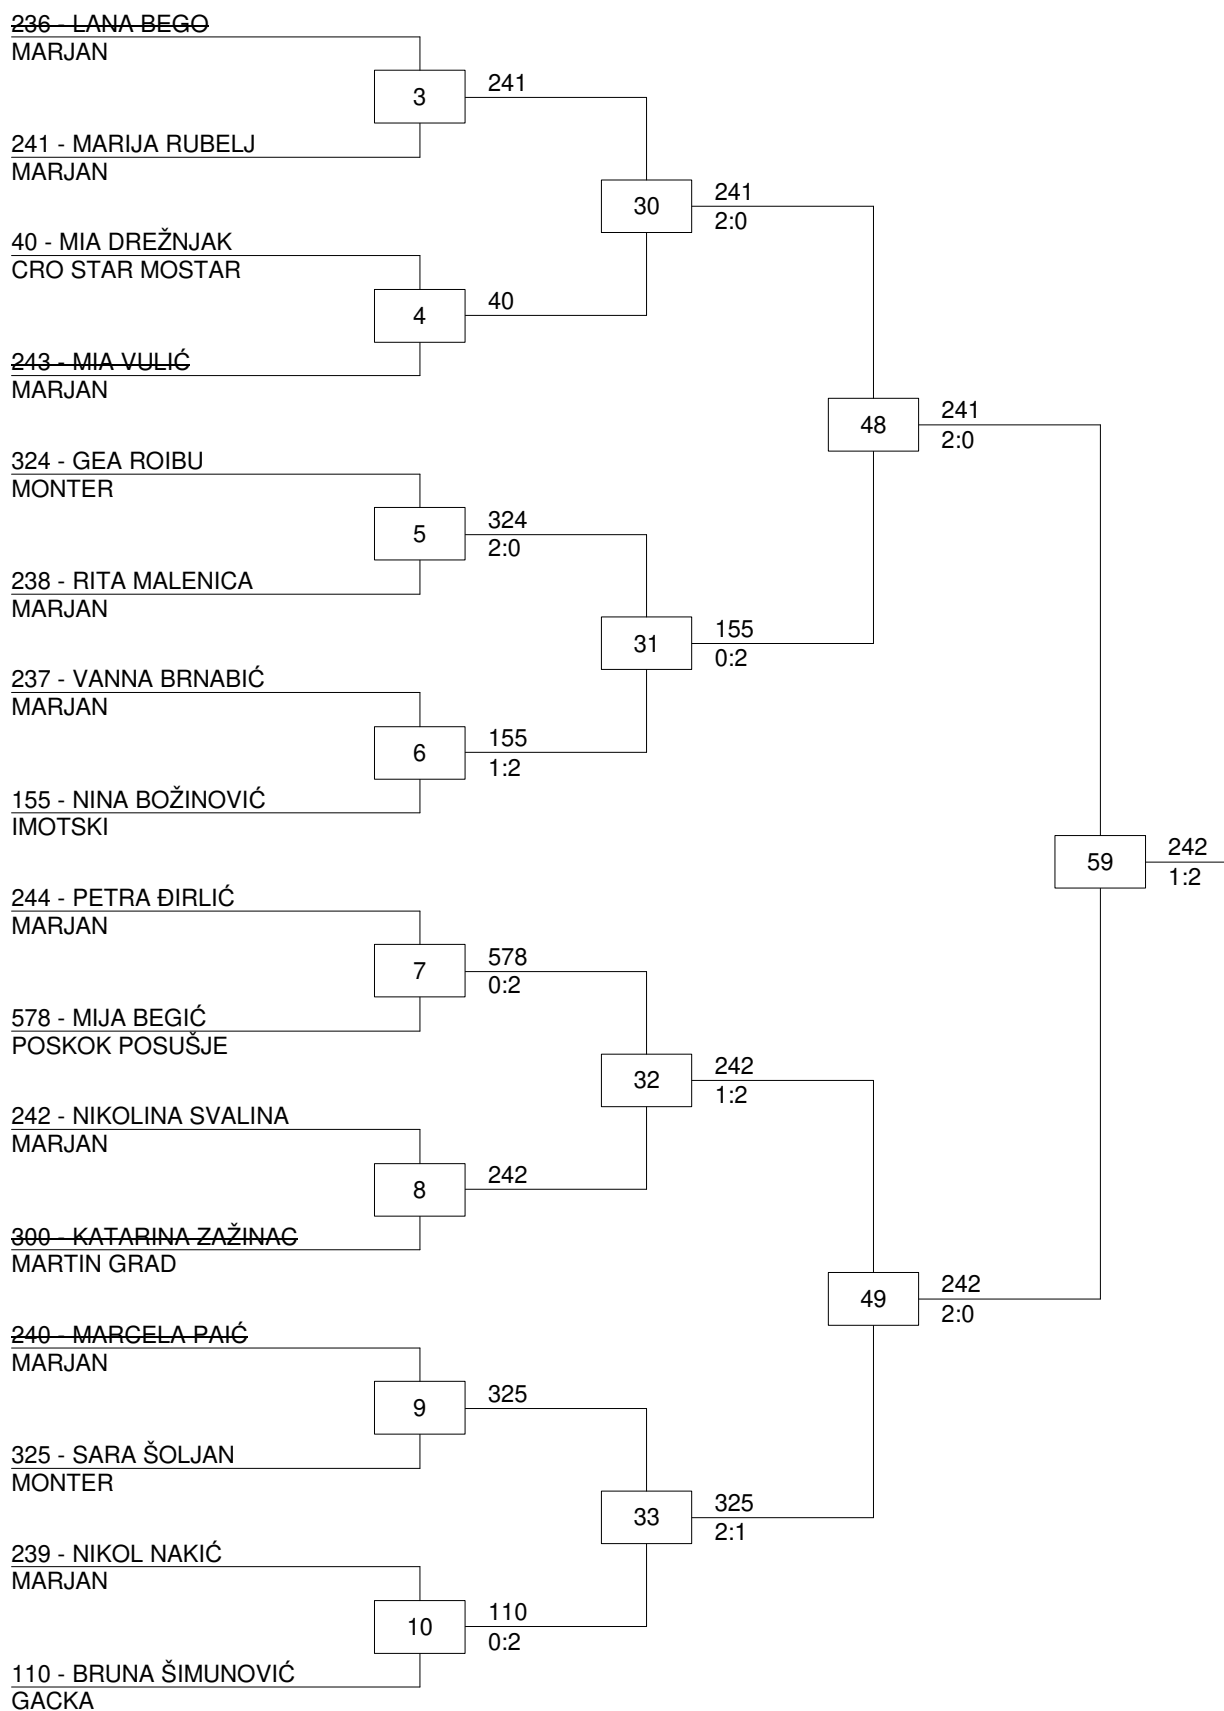 236 - LANA BEGO
MARJAN
3
241
241 - MARIJA RUBELJ
MARJAN
30
241
2:0
40 - MIA DREŽNJAK
CRO STAR MOSTAR
4
40
243 - MIA VULIĆ
MARJAN
48
241
2:0
324 - GEA ROIBU
MONTER
5
324
2:0
238 - RITA MALENICA
MARJAN
31
155
0:2
237 - VANNA BRNABIĆ
MARJAN
6
155
1:2
155 - NINA BOŽINOVIĆ
IMOTSKI
59
242
1:2
244 - PETRA ĐIRLIĆ
MARJAN
7
578
0:2
578 - MIJA BEGIĆ
POSKOK POSUŠJE
32
242
1:2
242 - NIKOLINA SVALINA
MARJAN
8
242
300 - KATARINA ZAŽINAC
MARTIN GRAD
49
242
2:0
240 - MARCELA PAIĆ
MARJAN
9
325
325 - SARA ŠOLJAN
MONTER
33
325
2:1
239 - NIKOL NAKIĆ
MARJAN
10
110
0:2
110 - BRUNA ŠIMUNOVIĆ
GACKA